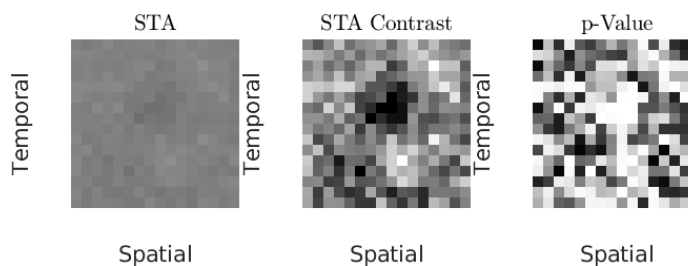 STA
STA Contrast
p-Value
Temporal
Temporal
Temporal
Spatial
Spatial
Spatial